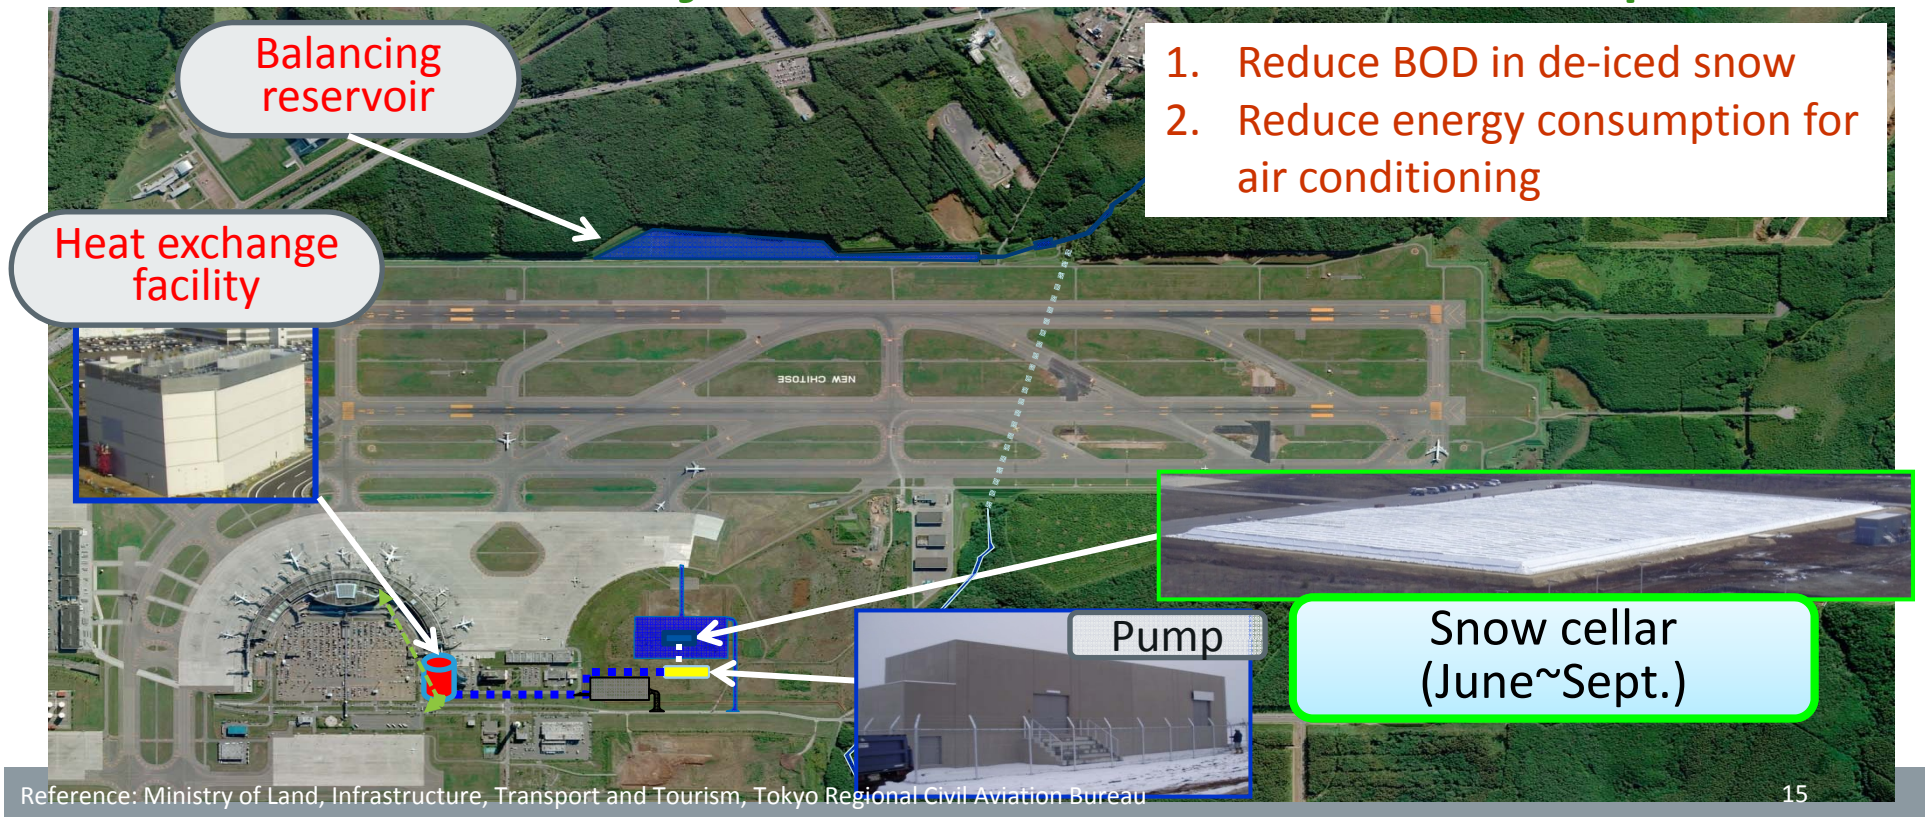 Balancing
reservoir
1. Reduce BOD in de-iced snow
2. Reduce energy consumption for
air conditioning
Heat exchange
facility
NEW CHITOSE
Pump
Snow cellar
(June~Sept.)
Reference: Ministry of Land, Infrastructure, Transport and Tourism, Tokyo Regional Civil Aviation Bureau
15